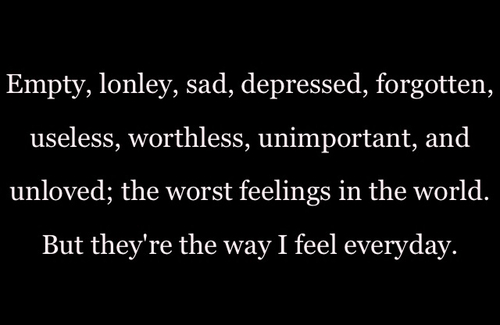 Empty, lonley, sad, depressed, forgotten,
useless, worthless, unimportant, and
unloved; the worst feelings in the world.
But they're the way I feel everyday.